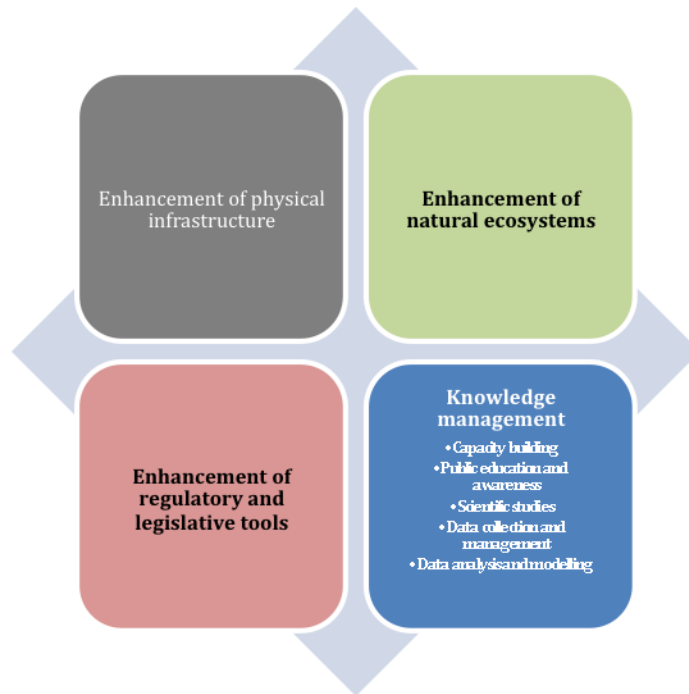 Enhancement of physical
infrastructure
Enhancement of
natural ecosystems
Enhancement of
regulatory and
legislative tools
Knowledge
management
•Capacity building
•Public education and
awareness
•Scientific studies
•Data collection and
management
•Data analysis and modelling